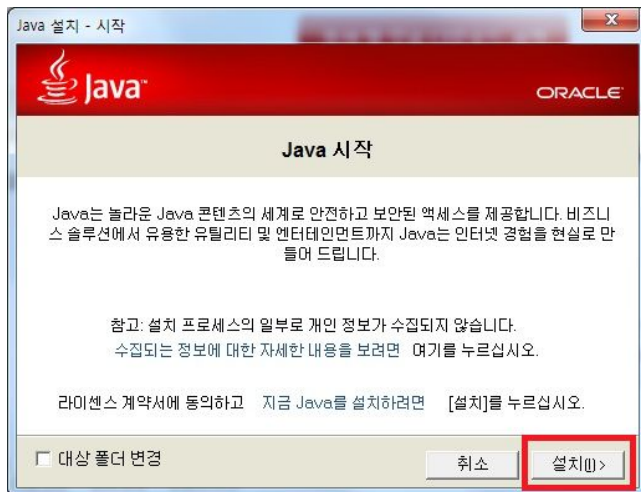 Java 설치 - 시작
Java™
ORACLE
Java 시작
Java는 놀라운 Java 콘텐츠의 세계로 안전하고 보안된 액세스를 제공합니다. 비즈니
스 솔루션에서 유용한 유틸리티 및 엔터테인먼트까지 Java는 인터넷 경험을 현실로 만
들어 드립니다.
참고: 설치 프로세스의 일부로 개인 정보가 수집되지 않습니다.
수집되는 정보에 대한 자세한 내용을 보려면 여기를 누르십시오.
라이센스 계약서에 동의하고 지금 Java를 설치하려면 [설치]를 누르십시오.
대상 폴더 변경
취소
설치(I) >